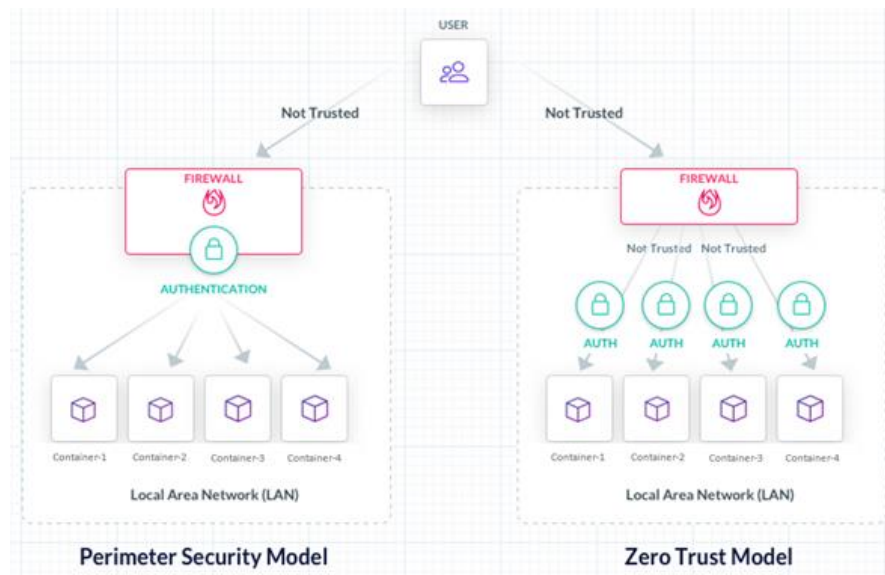 USER
Not Trusted
Not Trusted
FIREWALL
FIREWALL
Not Trusted
Not Trusted
AUTHENTICATION
AUTH
AUTH
AUTH
AUTH
Container-1
Container-2
Container-3
Container-4
Container-1
Container-2
Container-3
Container-4
Local Area Network (LAN)
Local Area Network (LAN)
Perimeter Security Model
Zero Trust Model